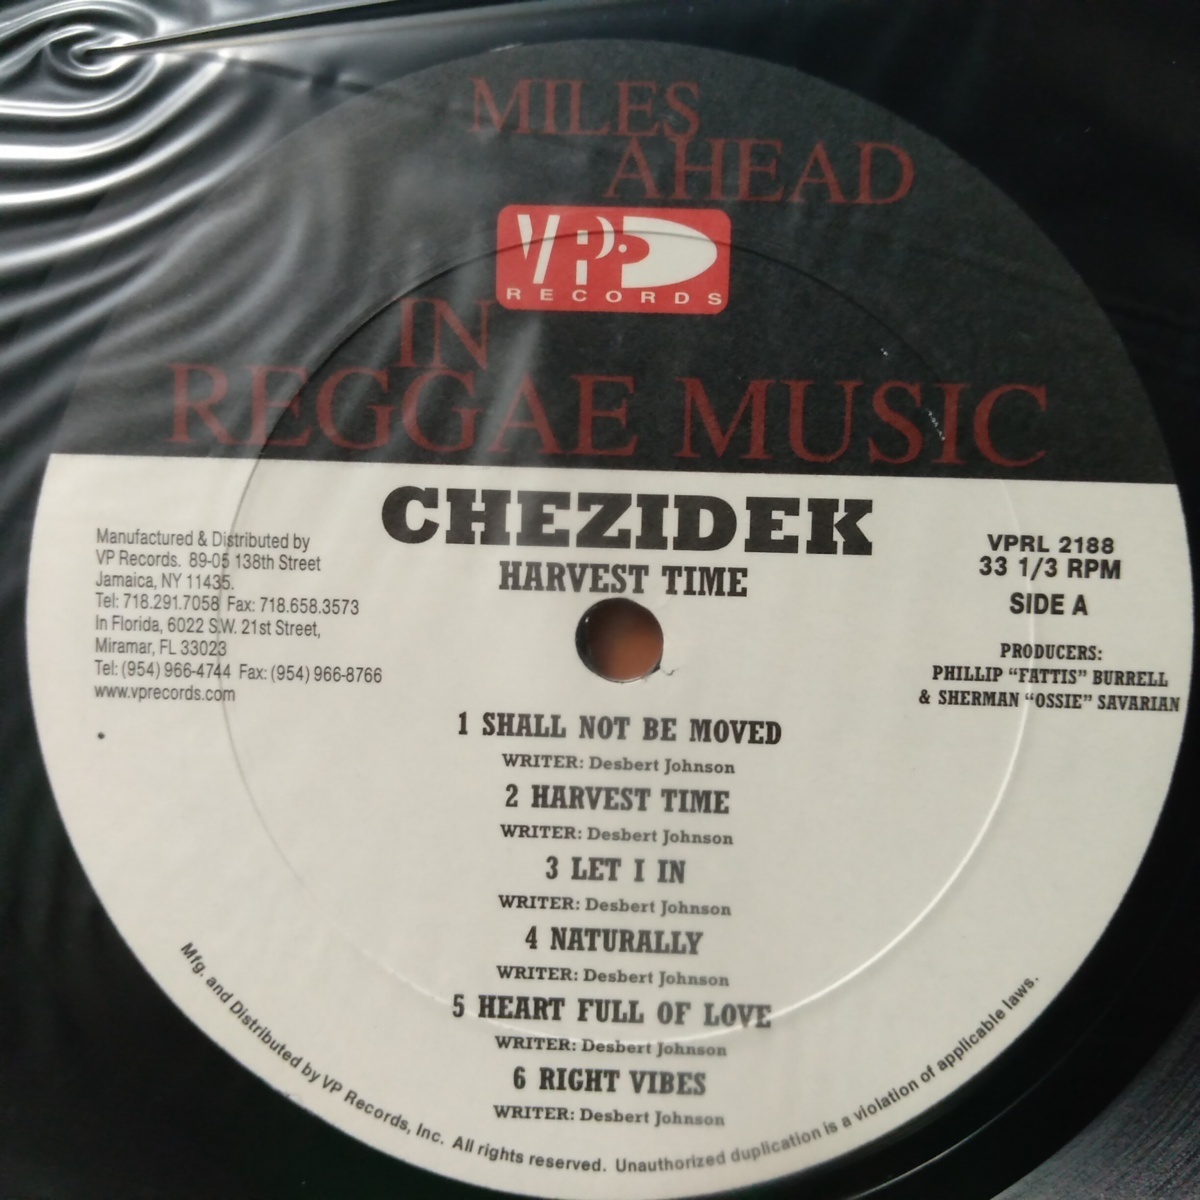 MILES
AHEAD
VP
RECORDS
IN
REGGAE MUSIC
CHEZIDEK
HARVEST TIME
Manufactured & Distributed by
VP Records. 89-05 138th Street
Jamaica, NY 11435.
Tel: 718.291.7058 Fax: 718.658.3573
In Florida, 6022 S.W. 21st Street,
Miramar, FL 33023
Tel: (954) 966-4744 Fax: (954) 966-8766
www.vprecords.com
VPRL 2188
33 1/3 RPM
SIDE A
PRODUCERS:
PHILLIP "FATTIS" BURRELL
& SHERMAN "OSSIE" SAVARIAN
1 SHALL NOT BE MOVED
WRITER: Desbert Johnson
2 HARVEST TIME
WRITER: Desbert Johnson
3 LET I IN
WRITER: Desbert Johnson
4 NATURALLY
WRITER: Desbert Johnson
5 HEART FULL OF LOVE
WRITER: Desbert Johnson
6 RIGHT VIBES
WRITER: Desbert Johnson
Mfg. and Distributed by VP Records, Inc. All rights reserved. Unauthorized duplication is a violation of applicable laws.